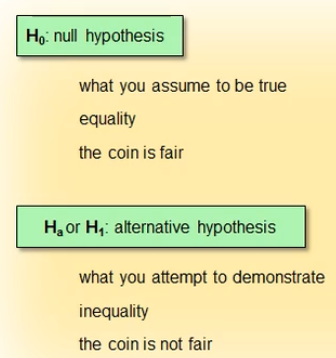 H₀: null hypothesis
what you assume to be true
equality
the coin is fair
Hₐ or H₁: alternative hypothesis
what you attempt to demonstrate
inequality
the coin is not fair